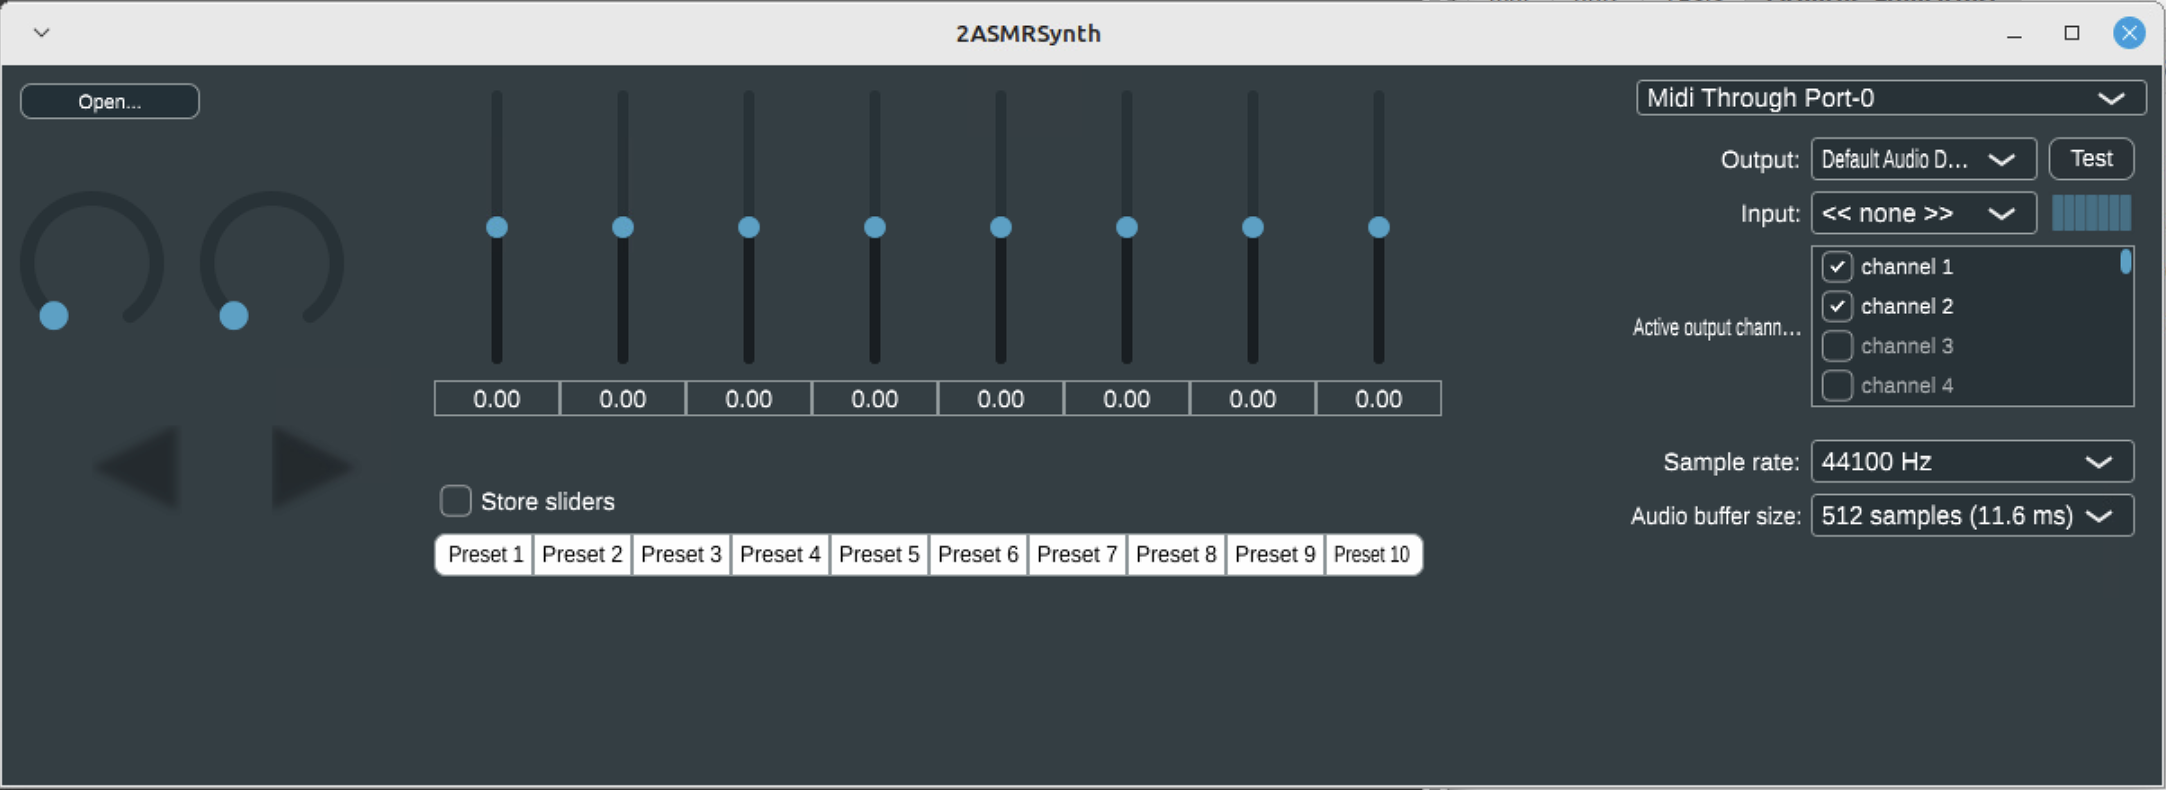 2ASMRSynth
Open...
0.00 0.00 0.00 0.00 0.00 0.00 0.00 0.00
Store sliders
Preset 1 Preset 2 Preset 3 Preset 4 Preset 5 Preset 6 Preset 7 Preset 8 Preset 9 Preset 10
Midi Through Port-0
Output: Default Audio D... Test
Input: << none >>
Active output chann...
channel 1
channel 2
channel 3
channel 4
Sample rate: 44100 Hz
Audio buffer size: 512 samples (11.6 ms)